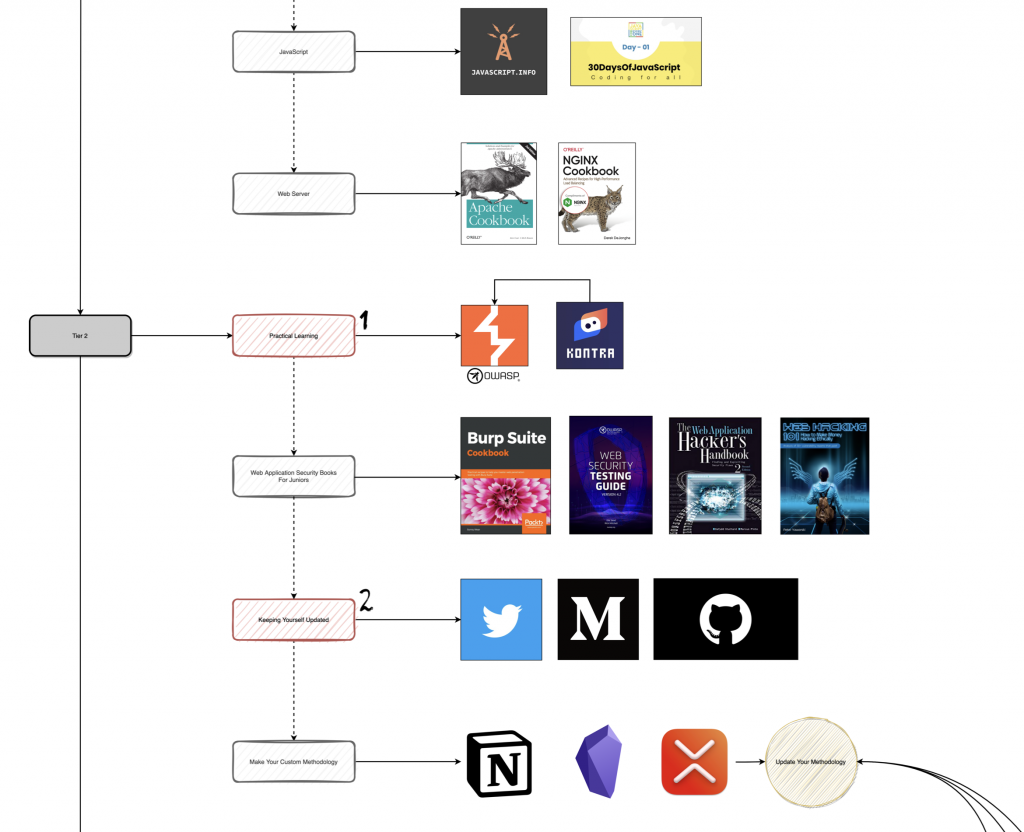 JavaScript
JAVASCRIPT.INFO
Day - 01
30DaysOfJavaScript
Coding for all
Web Server
Apache
Cookbook
O'REILLY
O'REILLY
NGINX
Cookbook
Advanced Recipes for High-Performance
Load Balancing
NGINX
Derek DeJonghe
Tier 2
Practical Learning
1
OWASP
KONTRA
Web Application Security Books
For Juniors
Burp Suite
Cookbook
Packt
OWASP
WEB
SECURITY
TESTING
GUIDE
VERSION 4.2
The Web Application
Hacker's
Handbook
2
WEB HACKING
101
How to Make Money
Hacking Ethically
Keeping Yourself Updated
2
M
Make Your Custom Methodology
N
Update Your Methodology